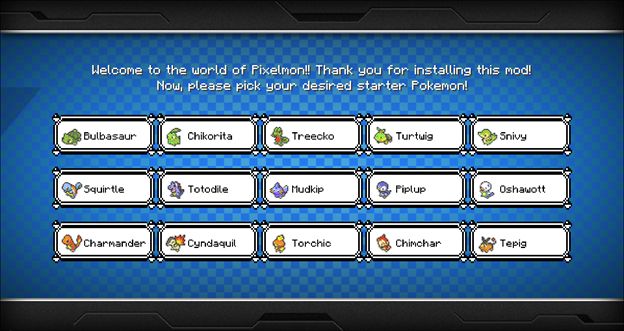 Welcome to the world of Pixelmon!! Thank you for installing this mod!
Now, please pick your desired starter Pokemon!
Bulbasaur Chikorita Treecko Turtwig Snivy
Squirtle Totodile Mudkip Piplup Oshawott
Charmander Cyndaquil Torchic Chimchar Tepig